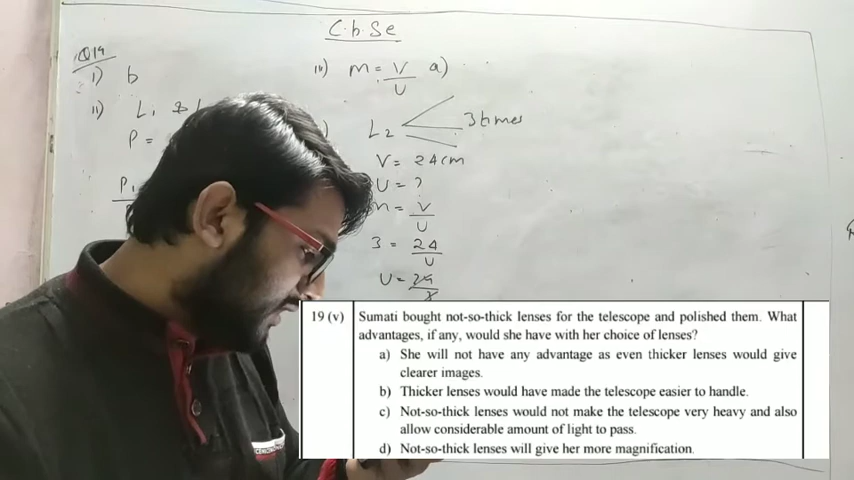 C.b.Se
Q19
i) b
ii) L1 & L
P =
P1
iv) m = V a)
U
) L2 3 times
V = 24cm
U = ?
m = V
U
3 = 24
U
U = 24
3
19 (v) Sumati bought not-so-thick lenses for the telescope and polished them. What
advantages, if any, would she have with her choice of lenses?
a) She will not have any advantage as even thicker lenses would give
clearer images.
b) Thicker lenses would have made the telescope easier to handle.
c) Not-so-thick lenses would not make the telescope very heavy and also
allow considerable amount of light to pass.
d) Not-so-thick lenses will give her more magnification.